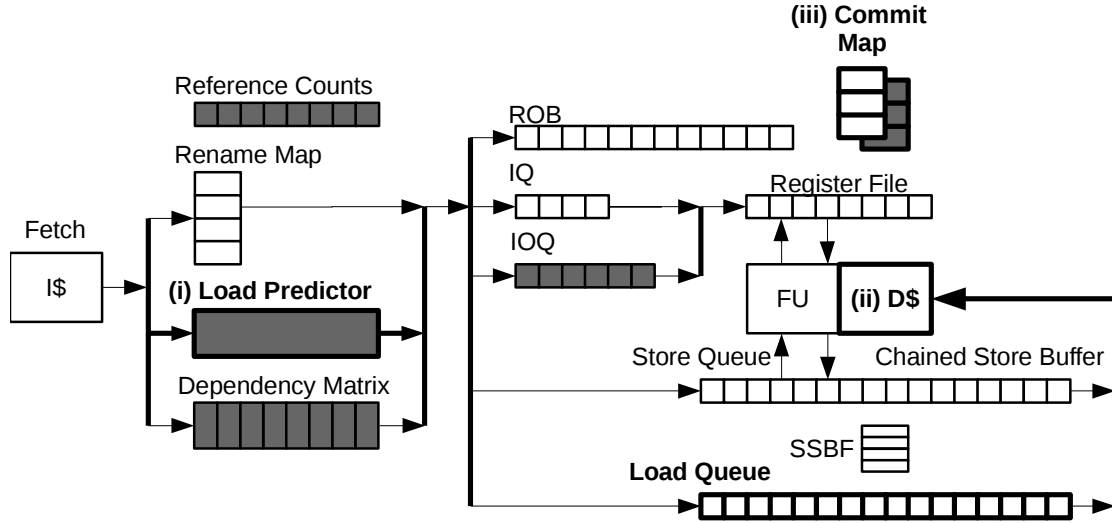 (iii) Commit
Map
Reference Counts
ROB
Rename Map
IQ
Register File
Fetch
IOQ
I$
(i) Load Predictor
FU
(ii) D$
Store Queue
Chained Store Buffer
Dependency Matrix
SSBF
Load Queue